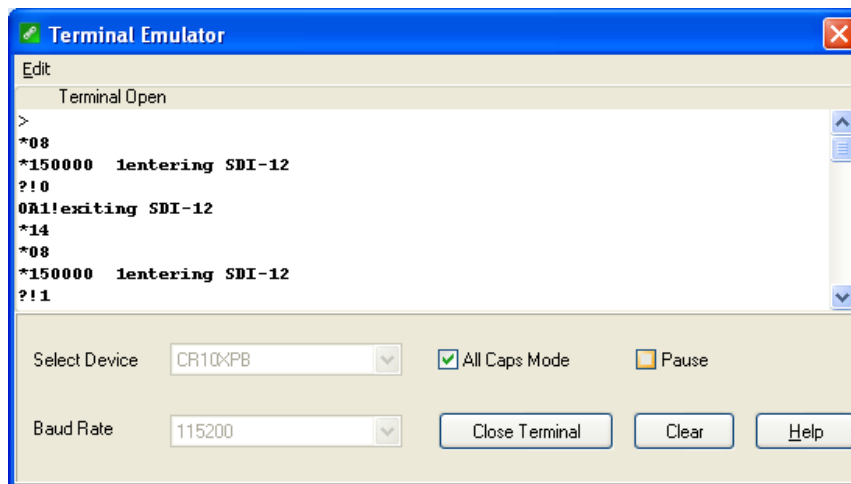 Terminal Emulator
Edit
Terminal Open
>
*08
*150000  1entering SDI-12
?!0
0A1!exiting SDI-12
*14
*08
*150000  1entering SDI-12
?!1
Select Device CR10XPB All Caps Mode Pause
Baud Rate 115200 Close Terminal Clear Help